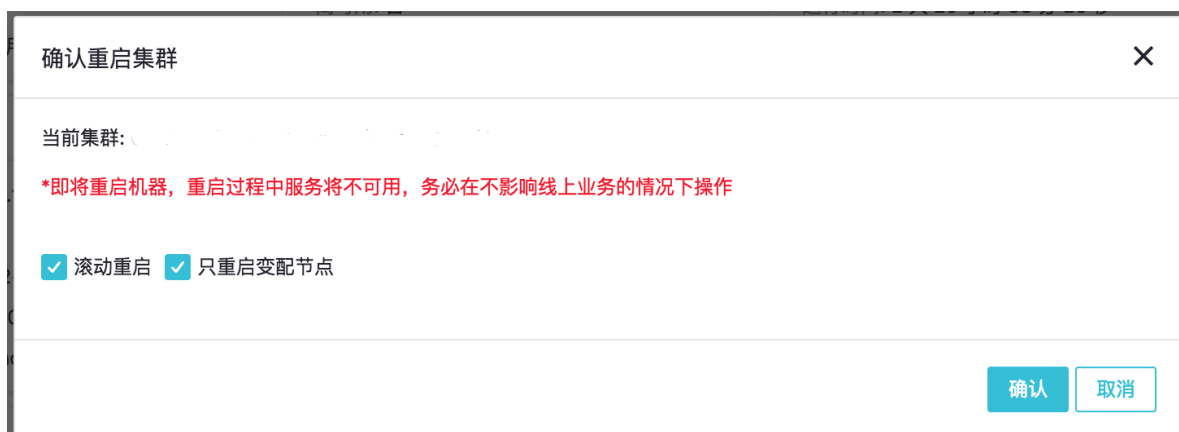 确认重启集群
当前集群:
*即将重启机器，重启过程中服务将不可用，务必在不影响线上业务的情况下操作
滚动重启 只重启变配节点
确认 取消